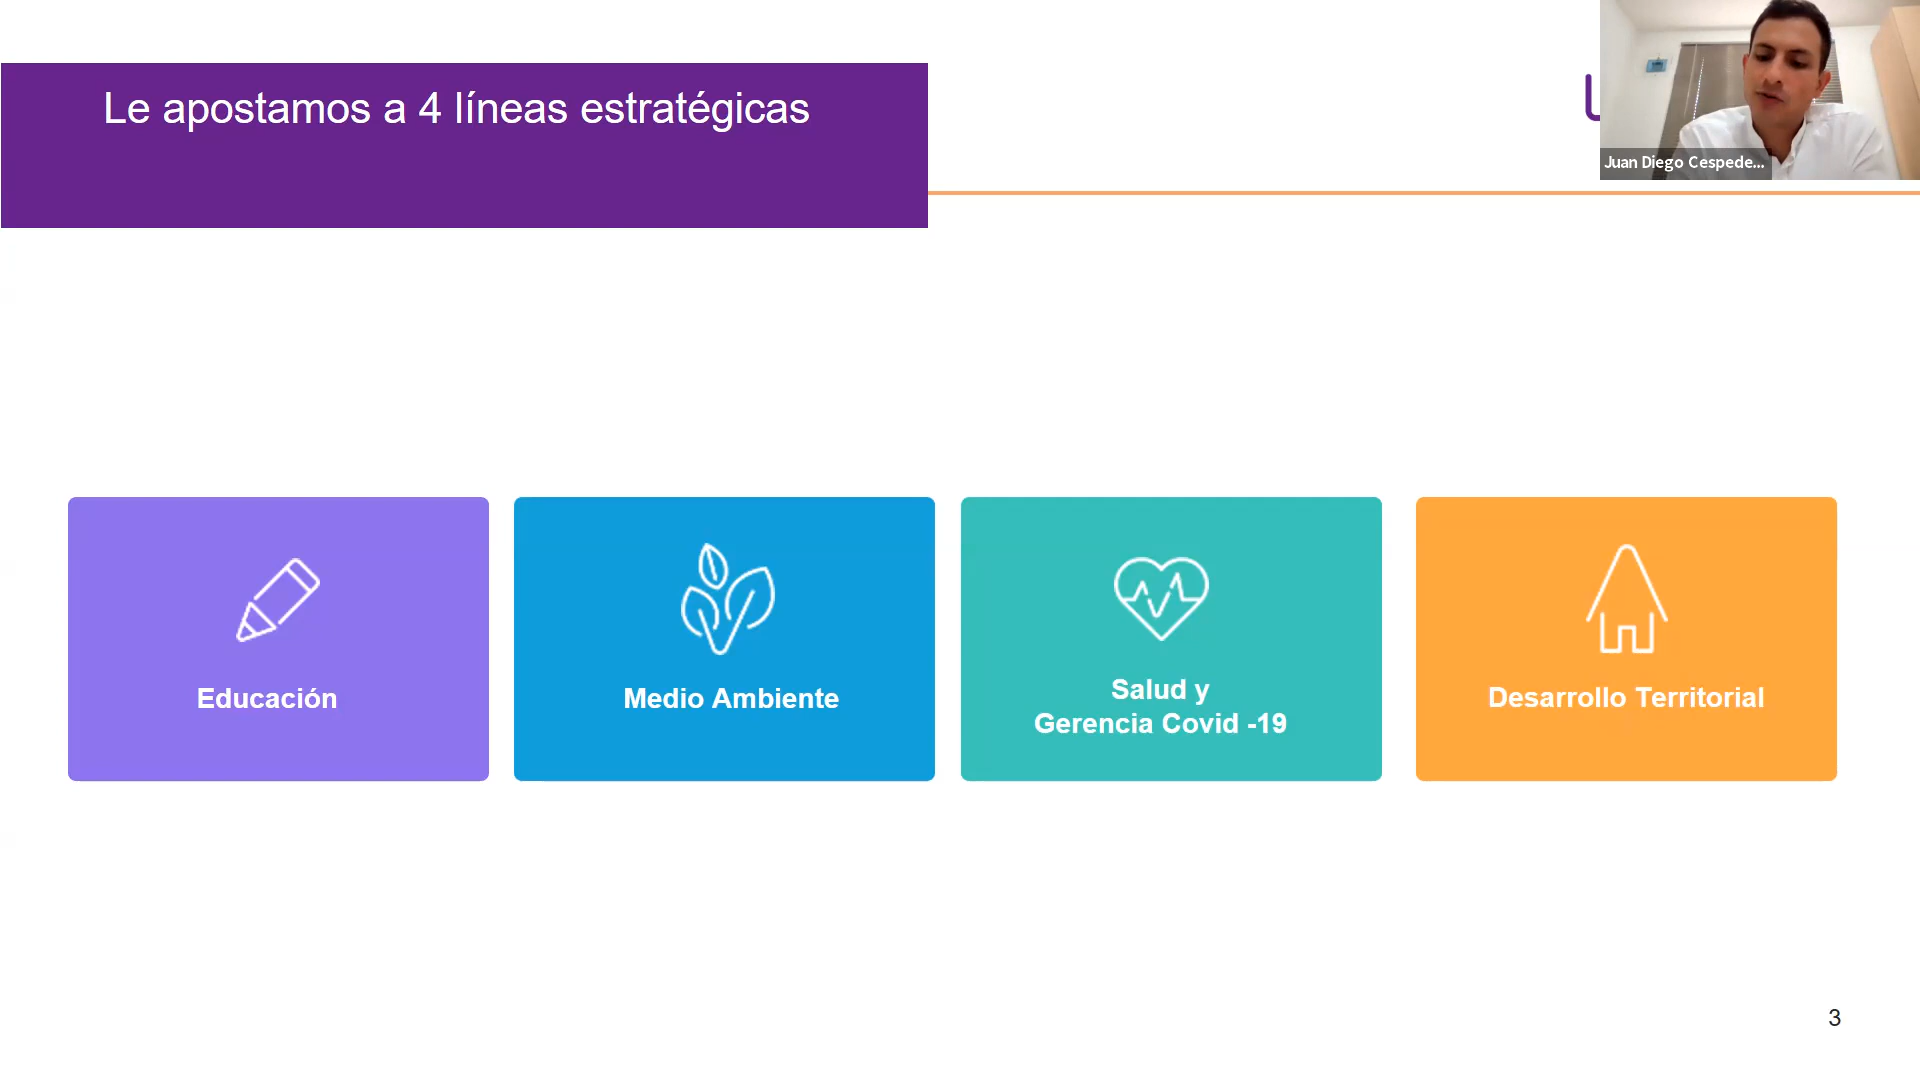 Le apostamos a 4 líneas estratégicas
Juan Diego Cespede...
Educación
Medio Ambiente
Salud y
Gerencia Covid -19
Desarrollo Territorial
3